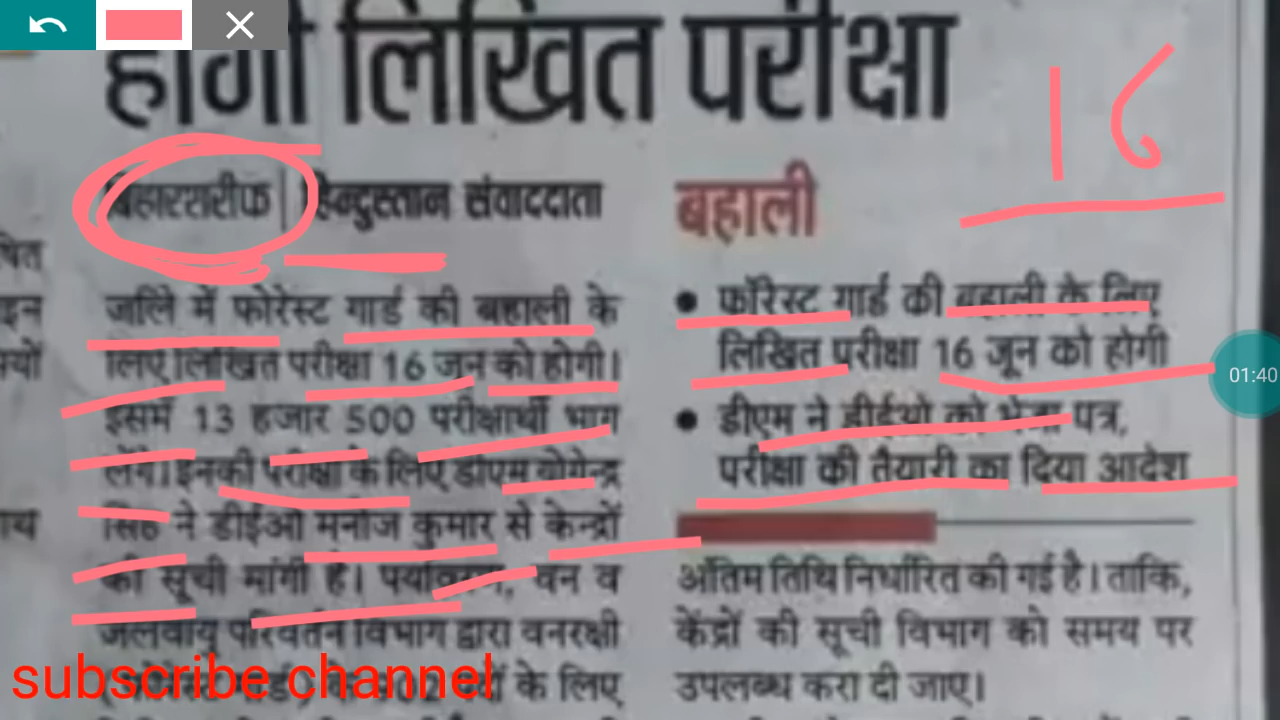 होगी लिखित परीक्षा
16
बिहारशरीफ | हिन्दुस्तान संवाददाता
जिले में फोरेस्ट गार्ड की बहाली के
लिए लिखित परीक्षा 16 जून को होगी।
इसमें 13 हजार 500 परीक्षार्थी भाग
लेंगे। इनकी परीक्षा के लिए डीएम योगेन्द्र
सिंह ने डीईओ मनोज कुमार से केन्द्रों
की सूची मांगी है। पर्यावरण, वन व
जलवायु परिवर्तन विभाग द्वारा वनरक्षी
के लिए
बहाली
• फॉरेस्ट गार्ड की बहाली के लिए
लिखित परीक्षा 16 जून को होगी
• डीएम ने डीईओ को भेजा पत्र,
परीक्षा की तैयारी का दिया आदेश
अंतिम तिथि निर्धारित की गई है। ताकि,
केंद्रों की सूची विभाग को समय पर
उपलब्ध करा दी जाए।
षित
इन
यों
subscribe channel
01:40